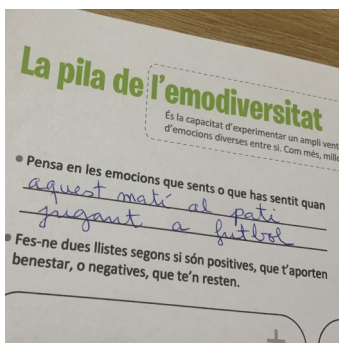 La pila de l'emodiversitat
És la capacitat d'experimentar un ampli vent
d'emocions diverses entre si. Com més, millo
Pensa en les emocions que sents o que has sentit quan
aquest matí al pati
jugant a futbol
Fes-ne dues llistes segons si són positives, que t'aporten
benestar, o negatives, que te'n resten.
+